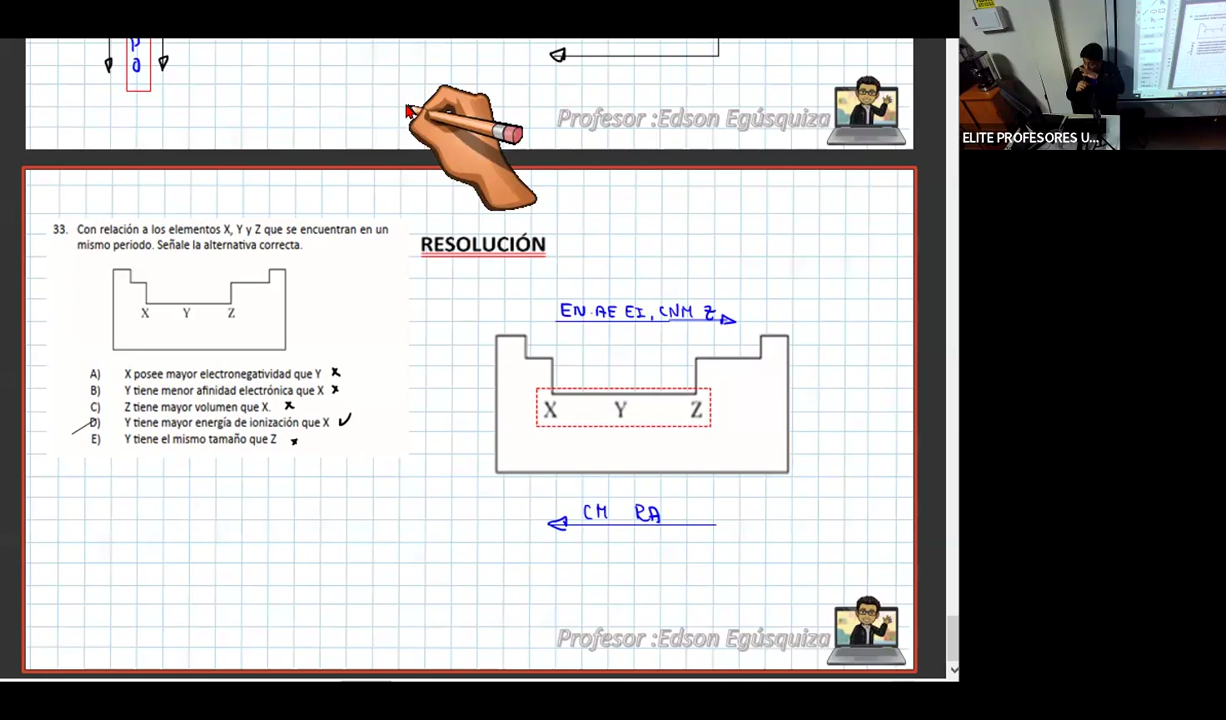 P
O
Profesor :Edson Egúsquiza
ELITE PROFESORES U...
33. Con relación a los elementos X, Y y Z que se encuentran en un
mismo periodo. Señale la alternativa correcta.
X Y Z
A) X posee mayor electronegatividad que Y x
B) Y tiene menor afinidad electrónica que X x
C) Z tiene mayor volumen que X. x
D) Y tiene mayor energía de ionización que X ✓
E) Y tiene el mismo tamaño que Z x
RESOLUCIÓN
EN. AE EI, CNM Z
X Y Z
CM RA
Profesor :Edson Egúsquiza